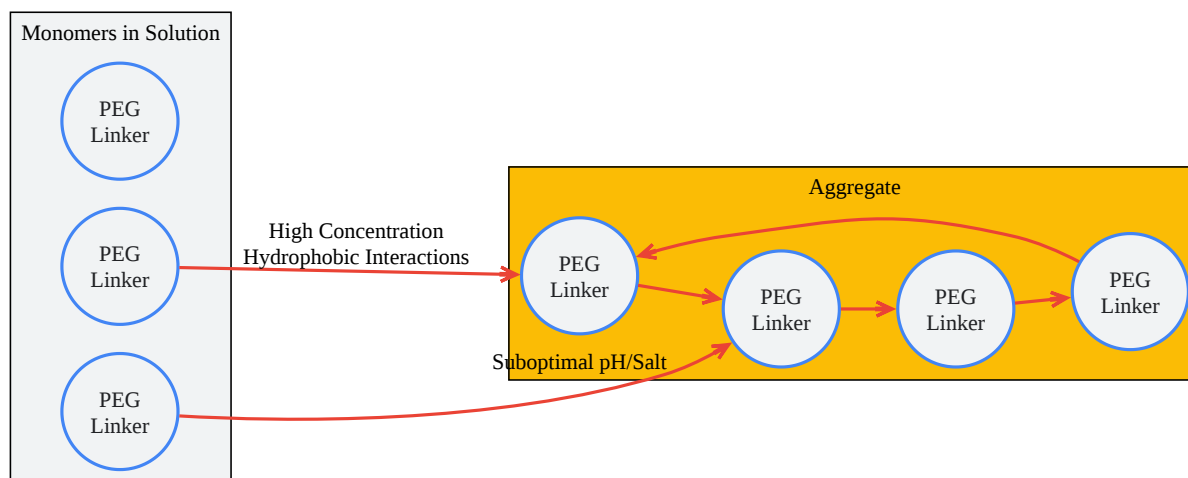 Monomers in Solution
PEG
Linker
PEG
Linker
PEG
Linker
High Concentration
Hydrophobic Interactions
Suboptimal pH/Salt
Aggregate
PEG
Linker
PEG
Linker
PEG
Linker
PEG
Linker